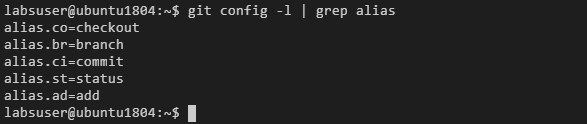 labsuser@ubuntu1804:~$ git config -l | grep alias
alias.co=checkout
alias.br=branch
alias.ci=commit
alias.st=status
alias.ad=add
labsuser@ubuntu1804:~$